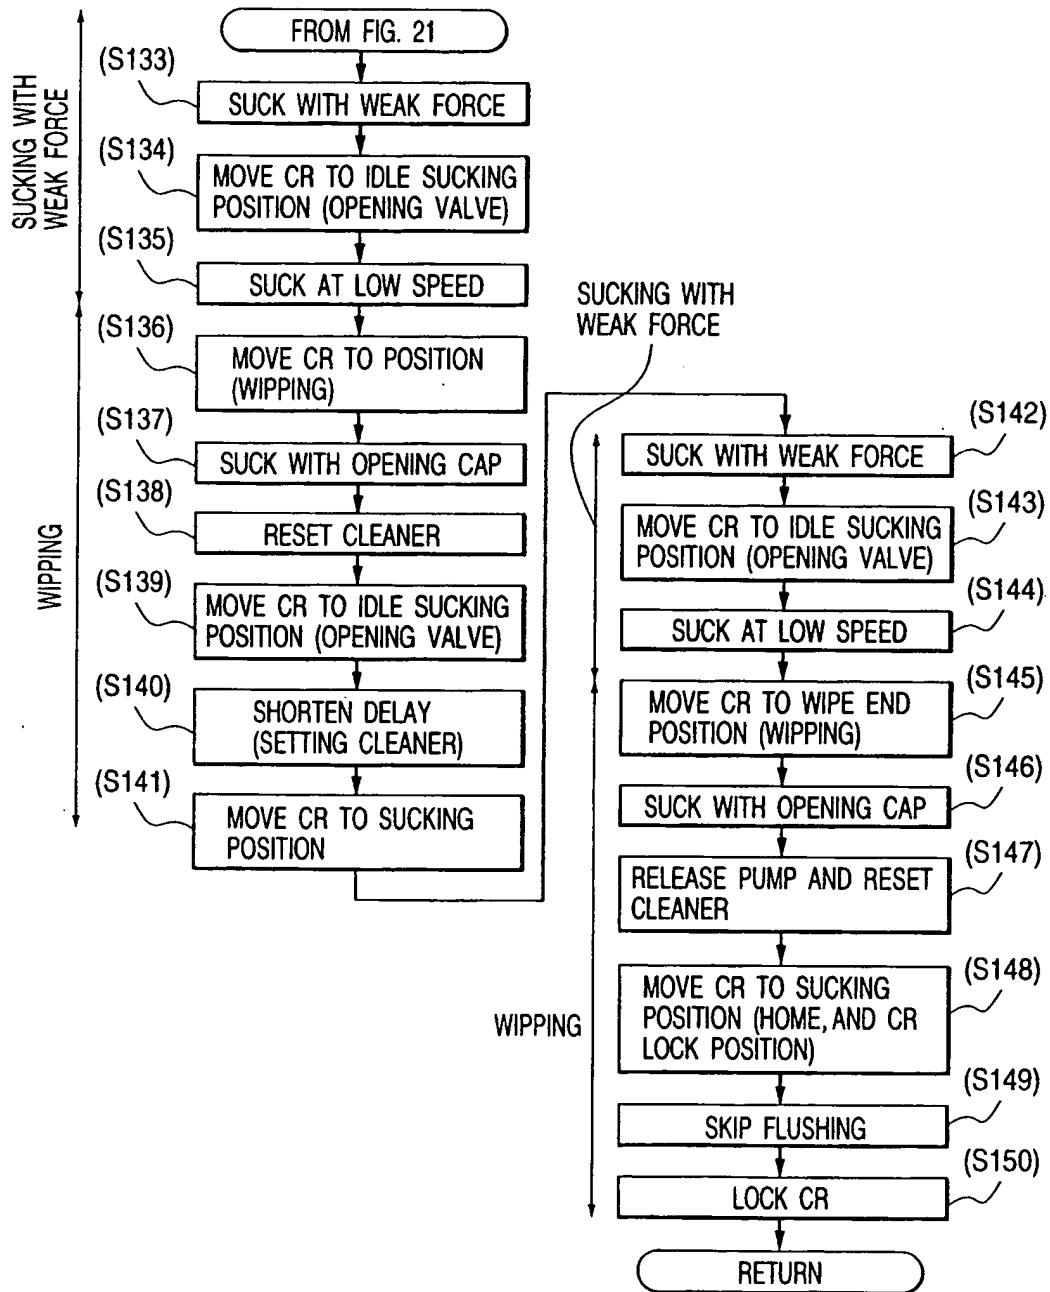 FROM FIG. 21
SUCKING WITH
WEAK FORCE
(S133)
SUCK WITH WEAK FORCE
(S134)
MOVE CR TO IDLE SUCKING
POSITION (OPENING VALVE)
(S135)
SUCK AT LOW SPEED
WIPPING
(S136)
MOVE CR TO POSITION
(WIPPING)
(S137)
SUCK WITH OPENING CAP
(S138)
RESET CLEANER
(S139)
MOVE CR TO IDLE SUCKING
POSITION (OPENING VALVE)
(S140)
SHORTEN DELAY
(SETTING CLEANER)
(S141)
MOVE CR TO SUCKING
POSITION
SUCKING WITH
WEAK FORCE
(S142)
SUCK WITH WEAK FORCE
(S143)
MOVE CR TO IDLE SUCKING
POSITION (OPENING VALVE)
(S144)
SUCK AT LOW SPEED
WIPPING
(S145)
MOVE CR TO WIPE END
POSITION (WIPPING)
(S146)
SUCK WITH OPENING CAP
(S147)
RELEASE PUMP AND RESET
CLEANER
(S148)
MOVE CR TO SUCKING
POSITION (HOME, AND CR
LOCK POSITION)
(S149)
SKIP FLUSHING
(S150)
LOCK CR
RETURN